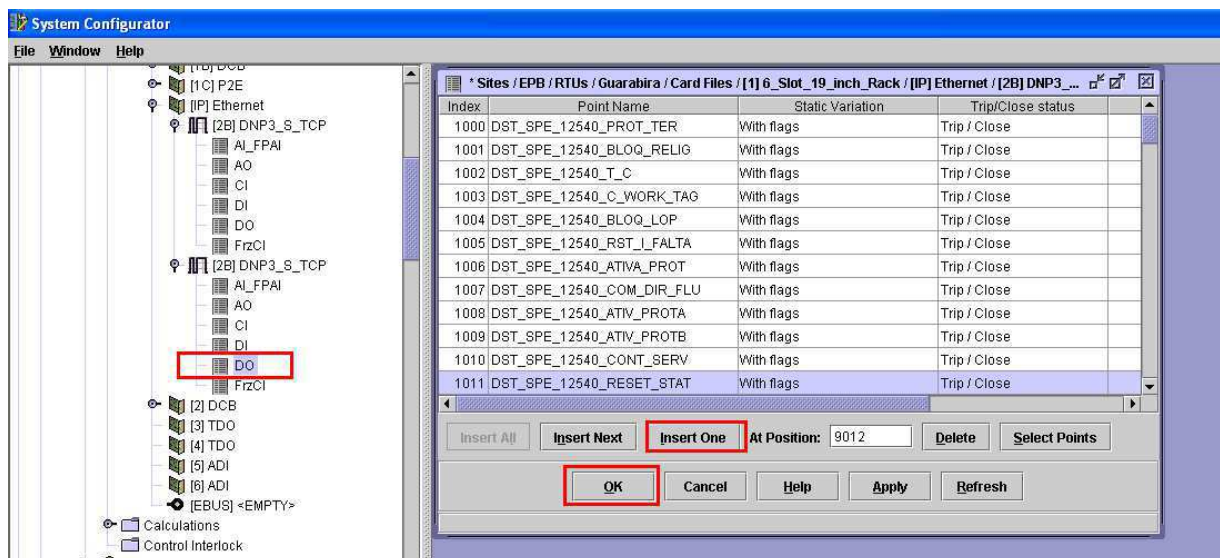 System Configurator
File Window Help
[1B] DCB
[1C] P2E
[IP] Ethernet
[2B] DNP3_S_TCP
AI_FPAI
AO
CI
DI
DO
FrzCI
[2B] DNP3_S_TCP
AI_FPAI
AO
CI
DI
DO
FrzCI
[2] DCB
[3] TDO
[4] TDO
[5] ADI
[6] ADI
[EBUS] <EMPTY>
Calculations
Control Interlock
* Sites / EPB / RTUs / Guarabira / Card Files / [1] 6_Slot_19_inch_Rack / [IP] Ethernet / [2B] DNP3_...
Index Point Name Static Variation Trip/Close status
1000 DST_SPE_12540_PROT_TER With flags Trip / Close
1001 DST_SPE_12540_BLOQ_RELIG With flags Trip / Close
1002 DST_SPE_12540_T_C With flags Trip / Close
1003 DST_SPE_12540_C_WORK_TAG With flags Trip / Close
1004 DST_SPE_12540_BLOQ_LOP With flags Trip / Close
1005 DST_SPE_12540_RST_I_FALTA With flags Trip / Close
1006 DST_SPE_12540_ATIVA_PROT With flags Trip / Close
1007 DST_SPE_12540_COM_DIR_FLU With flags Trip / Close
1008 DST_SPE_12540_ATIV_PROTA With flags Trip / Close
1009 DST_SPE_12540_ATIV_PROTB With flags Trip / Close
1010 DST_SPE_12540_CONT_SERV With flags Trip / Close
1011 DST_SPE_12540_RESET_STAT With flags Trip / Close
Insert All Insert Next Insert One At Position: 9012 Delete Select Points
OK Cancel Help Apply Refresh